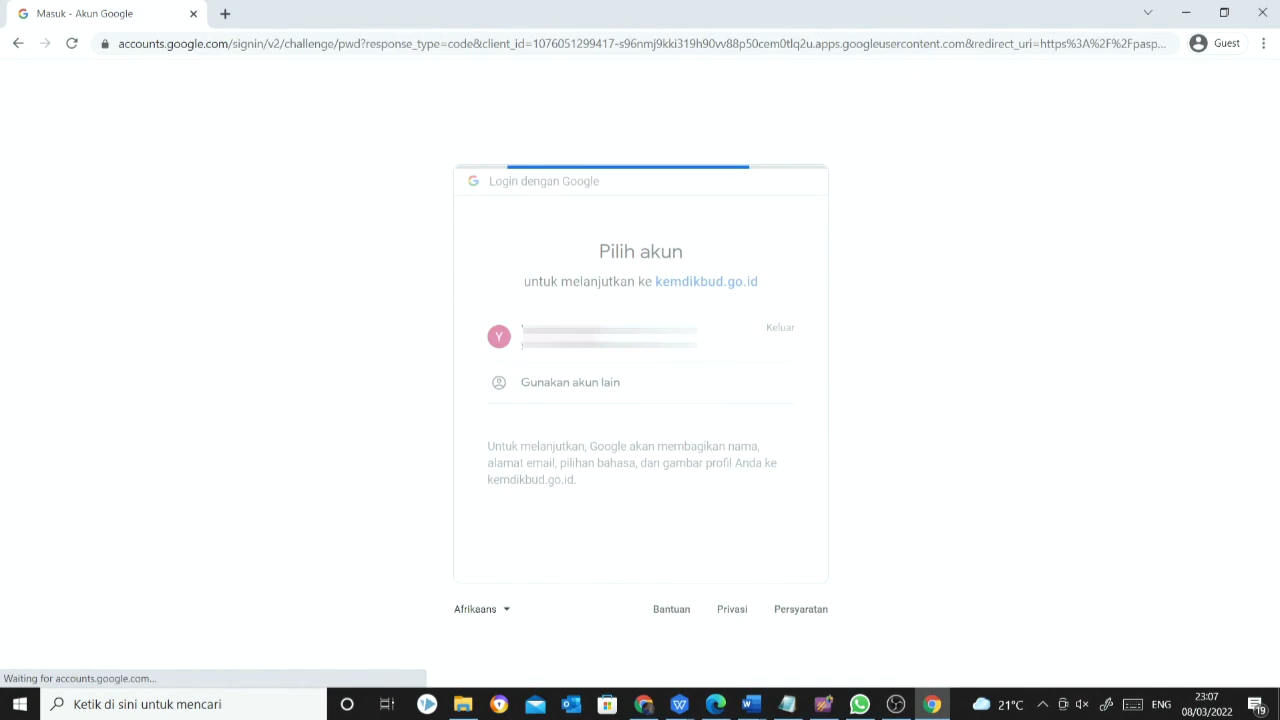 Masuk - Akun Google
accounts.google.com/signin/v2/challenge/pwd?response_type=code&client_id=1076051299417-s96nmj9kki319h90vv88p50cem0tlq2u.apps.googleusercontent.com&redirect_uri=https%3A%2F%2Fpasp...
Guest
Login dengan Google
Pilih akun
untuk melanjutkan ke kemdikbud.go.id
Y
Keluar
Gunakan akun lain
Untuk melanjutkan, Google akan membagikan nama,
alamat email, pilihan bahasa, dan gambar profil Anda ke
kemdikbud.go.id.
Afrikaans
Bantuan
Privasi
Persyaratan
Waiting for accounts.google.com...
Ketik di sini untuk mencari
21°C
ENG
23:07
08/03/2022
19